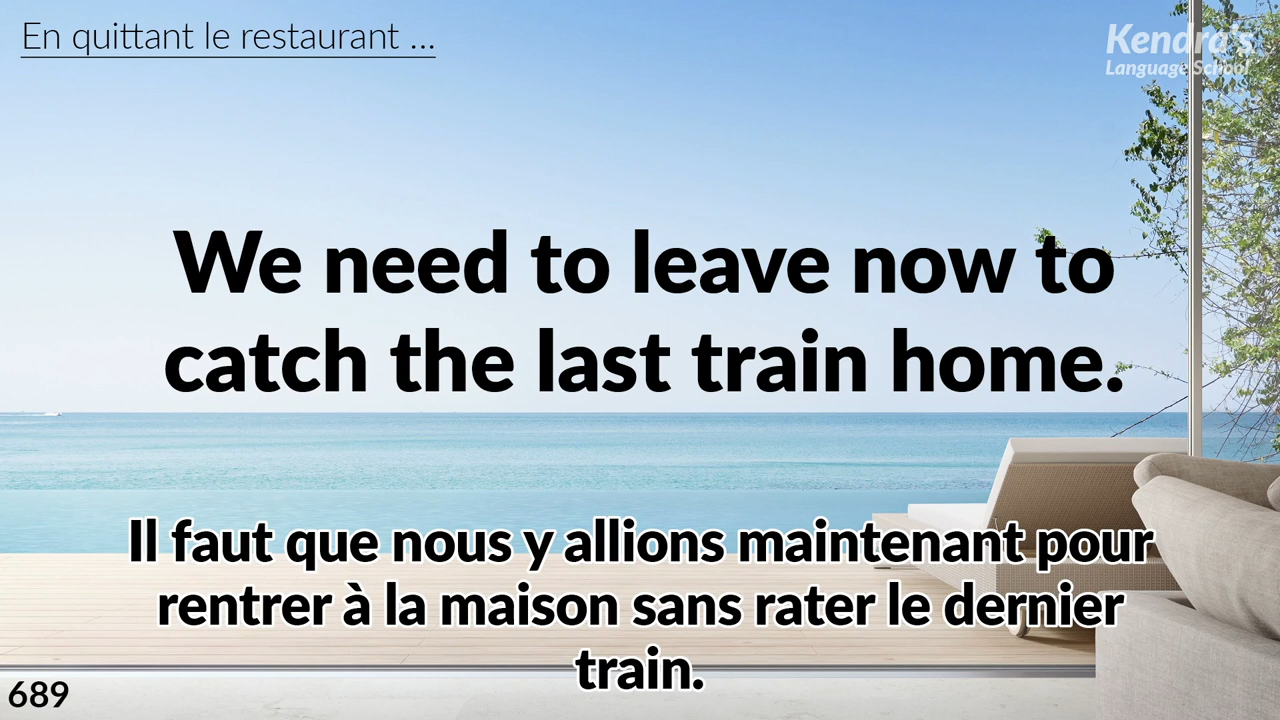 En quittant le restaurant ...
Kendra's
Language School
We need to leave now to
catch the last train home.
Il faut que nous y allions maintenant pour
rentrer à la maison sans rater le dernier
train.
689